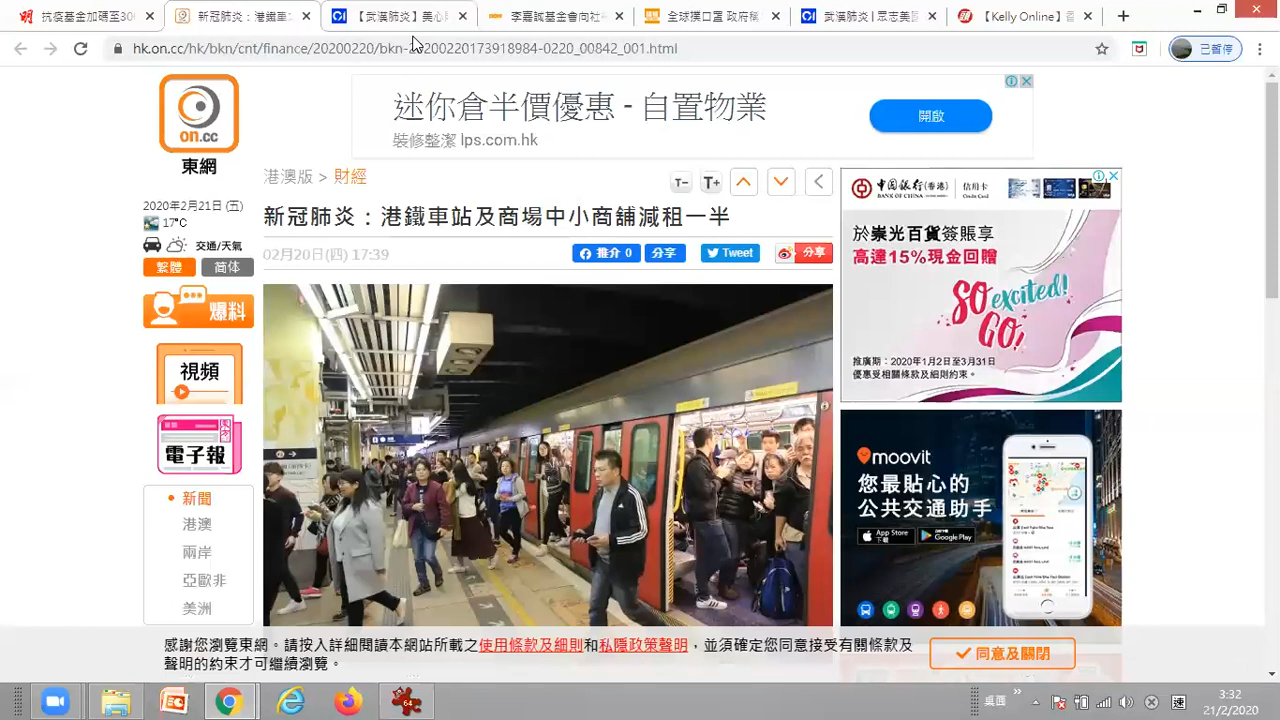 抗疫基金加碼至30
新冠肺炎：港鐵車
【武漢肺炎】葉心
李嘉誠基金會向社
全球搜口罩 政府
武漢肺炎｜思志美
【Kelly Online】
hk.on.cc/hk/bkn/cnt/finance/20200220/bkn-20200220173918984-0220_00842_001.html
已暫停
迷你倉半價優惠 - 自置物業
裝修整潔 lps.com.hk
開啟
on.cc
東網
港澳版 > 財經
T-
T+
2020年2月21日 (五)
17°C
交通/天氣
繁體
简体
新冠肺炎：港鐵車站及商場中小商舖減租一半
02月20日(四) 17:39
推介 0
分享
Tweet
分享
中國銀行(香港)
BANK OF CHINA (HONG KONG)
信用卡
Credit Card
於崇光百貨簽賬享
高達15%現金回贈
SO excited!
GO!
推廣期：2020年1月2日至3月31日
優惠受相關條款及細則約束。
爆料
視頻
電子報
新聞
港澳
兩岸
亞歐非
美洲
moovit
您最貼心的
公共交通助手
App Store
下載
Google Play
感謝您瀏覽東網。請按入詳細閱讀本網站所載之使用條款及細則和私隱政策聲明，並須確定您同意接受有關條款及
聲明的約束才可繼續瀏覽。
同意及關閉
64
桌面
速
3:32
21/2/2020